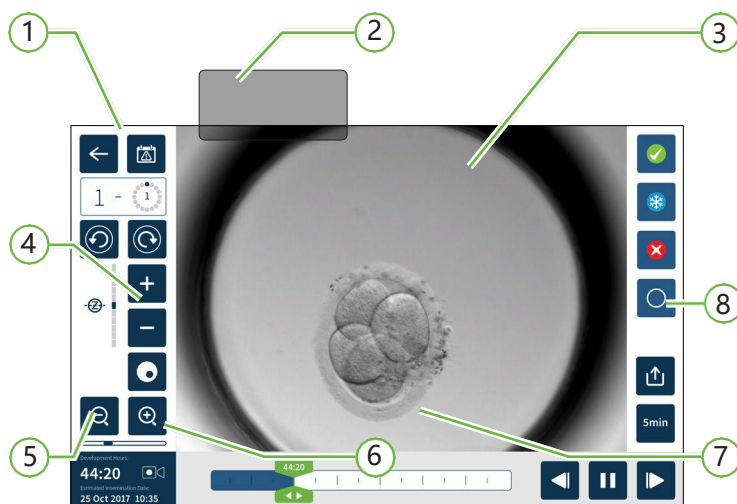 1
2
3
1 - 1
4
8
5min
5
6
7
Development Hours:
44:20
44:20
Estimated Insemination Date:
25 Oct 2017 10:35